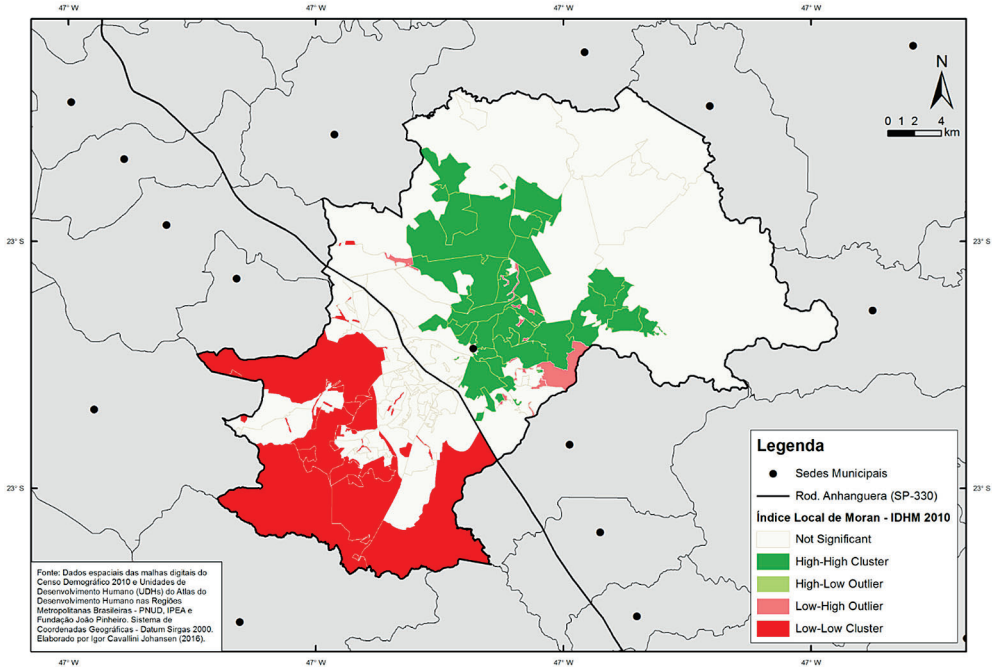 47° W 47° W 47° W 47° W
N
0 1 2 4
km
23° S 23° S
23° S 23° S
Legenda
Sedes Municipais
Rod. Anhanguera (SP-330)
Índice Local de Moran - IDHM 2010
Not Significant
High-High Cluster
High-Low Outlier
Low-High Outlier
Low-Low Cluster
Fonte: Dados espaciais das malhas digitais do
Censo Demográfico 2010 e Unidades de
Desenvolvimento Humano (UDHs) do Atlas do
Desenvolvimento Humano nas Regiões
Metropolitanas Brasileiras - PNUD, IPEA e
Fundação João Pinheiro. Sistema de
Coordenadas Geográficas - Datum Sirgas 2000.
Elaborado por Igor Cavallini Johansen (2016).
47° W 47° W 47° W 47° W